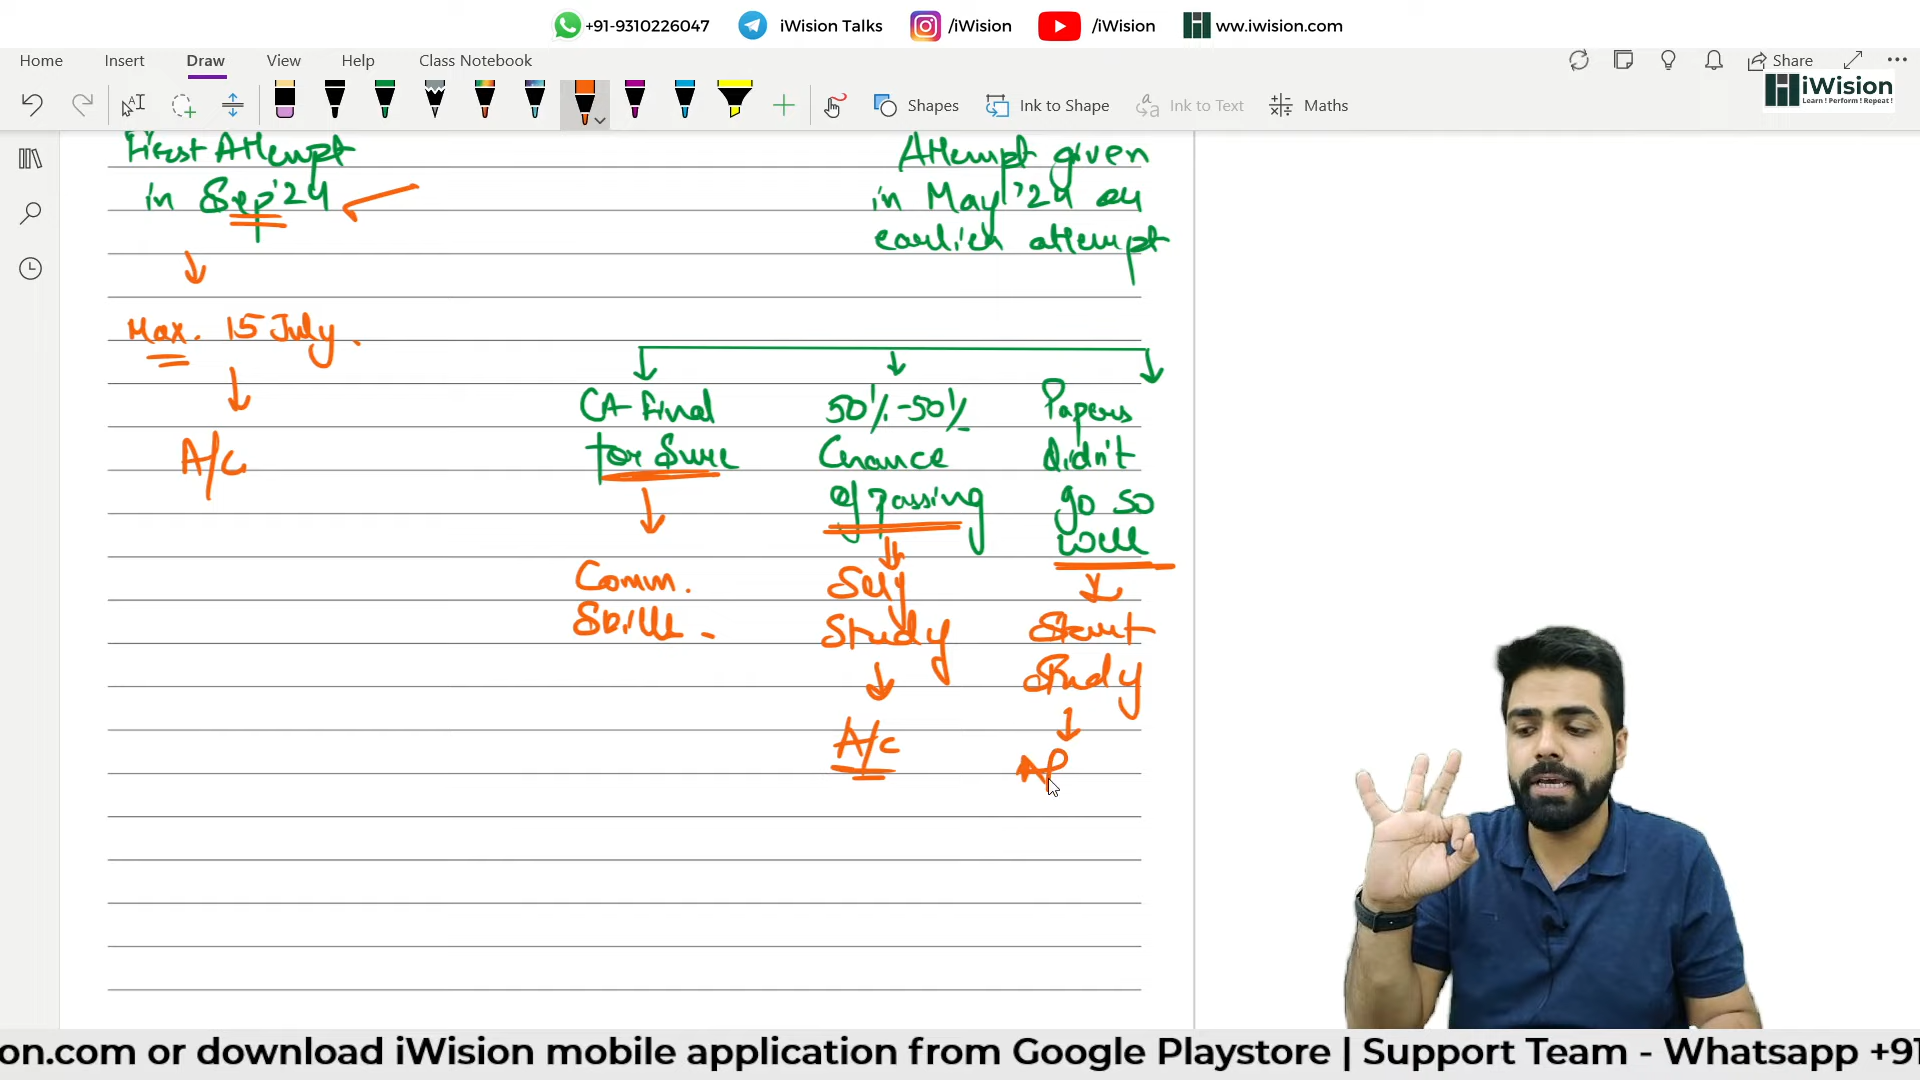 +91-9310226047
iWision Talks
/iWision
/iWision
ww.iwision.com
Home
Insert
Draw
View
Help
Class Notebook
Share
iWision
Learn ! Perform ! Repeat !
Shapes
Ink to Shape
Ink to Text
Maths
First Attempt
in Sep'24
Max. 15 July.
A/c
Attempt given
in May'24 or
earlier attempt
CA Final
for Sure
Comm.
Skills
50%-50%
Chance
of passing
Self
Study
A/c
Papers
didn't
go so
well
Start
Study
AP
on.com or download iWision mobile application from Google Playstore | Support Team - Whatsapp +91